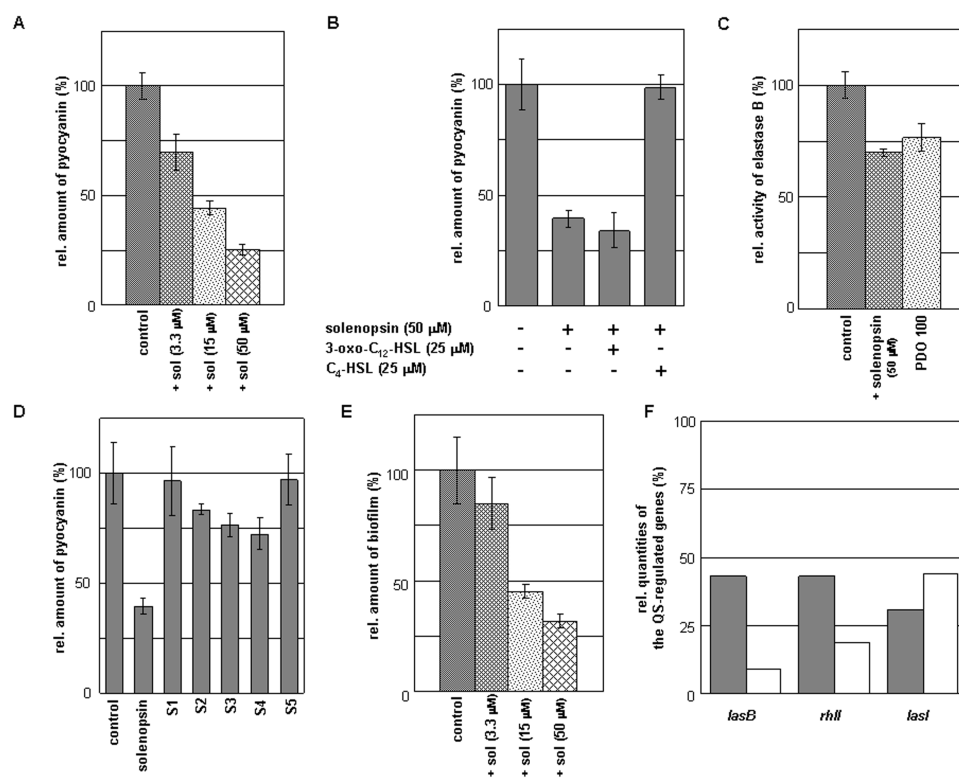 A
rel. amount of pyocyanin (%)
100
50
0
control
+ sol (3.3 µM)
+ sol (15 µM)
+ sol (50 µM)
B
rel. amount of pyocyanin (%)
100
50
0
solenopsin (50 µM) - + + +
3-oxo-C12-HSL (25 µM) - - + -
C4-HSL (25 µM) - - - +
C
rel. activity of elastase B (%)
100
50
0
control
+ solenopsin
(50 µM)
PDO 100
D
rel. amount of pyocyanin (%)
100
50
0
control
solenopsin
S1
S2
S3
S4
S5
E
rel. amount of biofilm (%)
100
50
0
control
+ sol (3.3 µM)
+ sol (15 µM)
+ sol (50 µM)
F
rel. quantities of
the QS-regulated genes (%)
100
75
50
25
0
lasB
rhlI
lasI